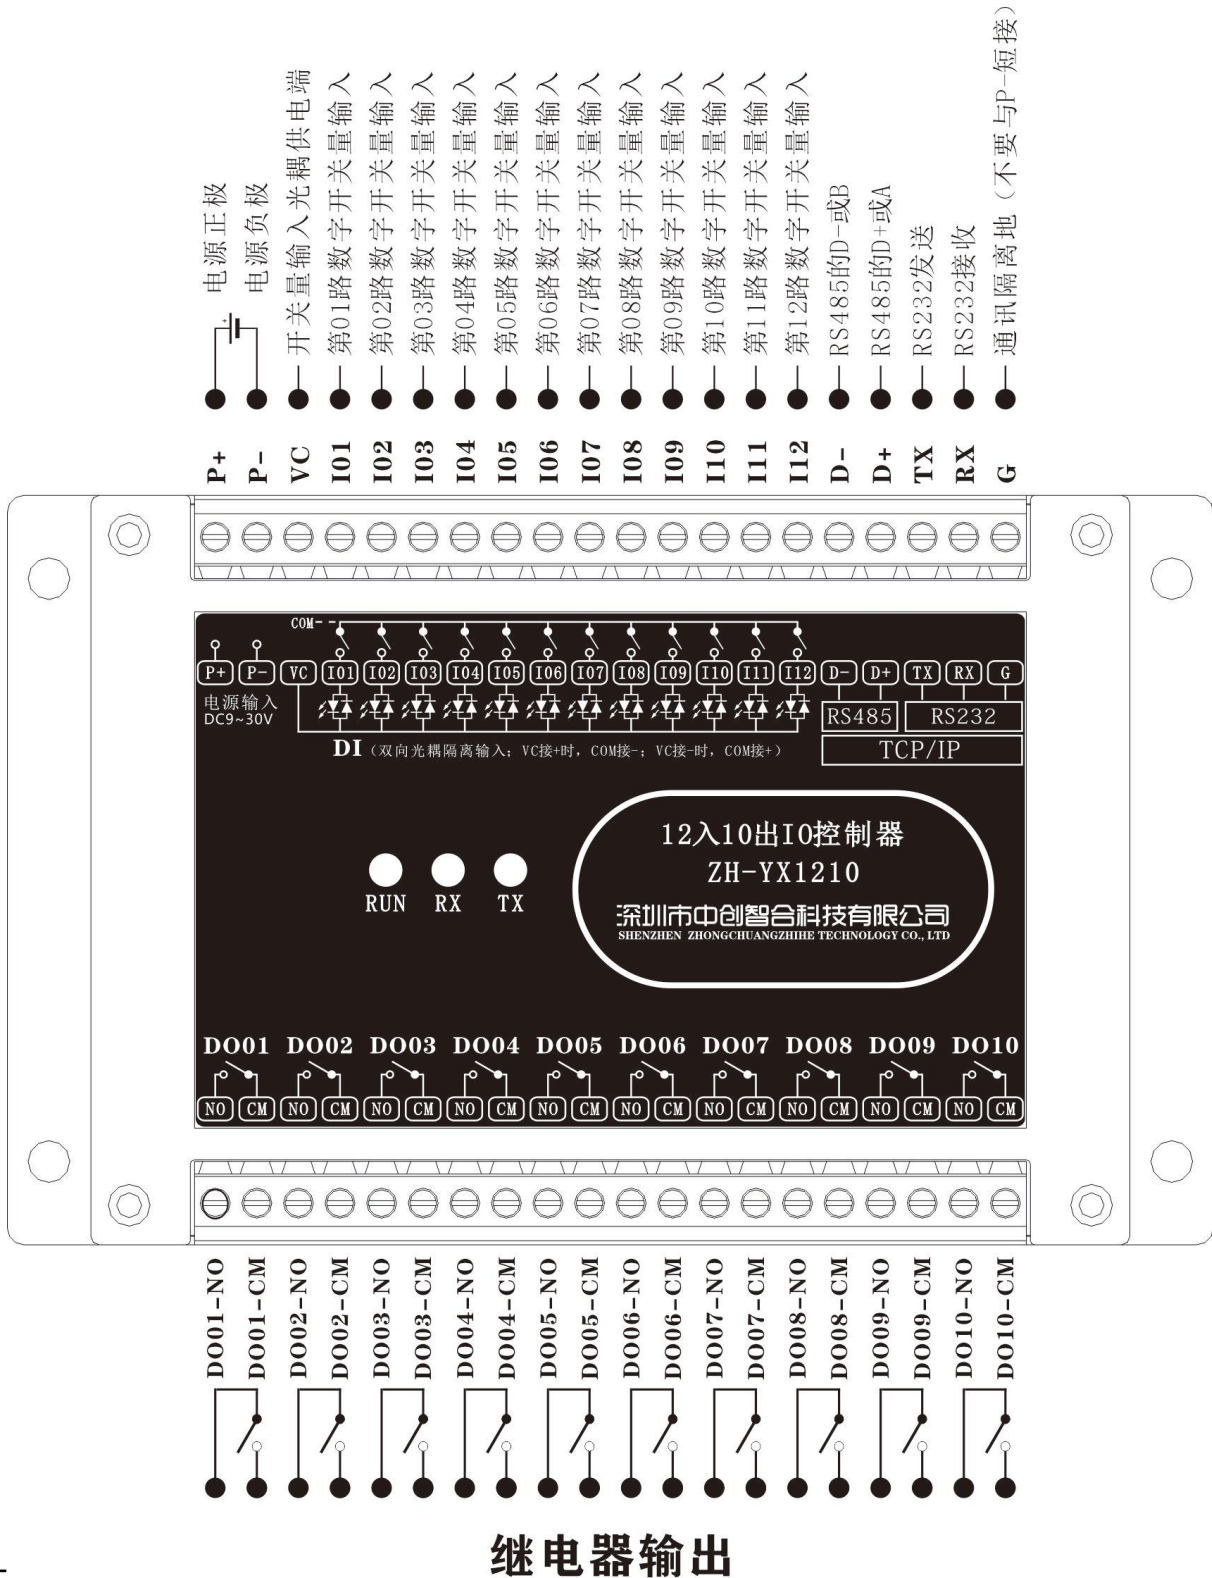 电源正极
电源负极
开关量输入光耦供电端
第01路数字开关量输入
第02路数字开关量输入
第03路数字开关量输入
第04路数字开关量输入
第05路数字开关量输入
第06路数字开关量输入
第07路数字开关量输入
第08路数字开关量输入
第09路数字开关量输入
第10路数字开关量输入
第11路数字开关量输入
第12路数字开关量输入
RS485的D-或B
RS485的D+或A
RS232发送
RS232接收
通讯隔离地（不要与P-短接）
P+ P- VC I01 I02 I03 I04 I05 I06 I07 I08 I09 I10 I11 I12 D- D+ TX RX G
COM--
P+ P- VC I01 I02 I03 I04 I05 I06 I07 I08 I09 I10 I11 I12 D- D+ TX RX G
电源输入
DC9~30V
RS485 RS232
DI（双向光耦隔离输入；VC接+时，COM接-；VC接-时，COM接+）
TCP/IP
12入10出IO控制器
ZH-YX1210
深圳市中创智合科技有限公司
SHENZHEN ZHONGCHUANGZHIHE TECHNOLOGY CO., LTD
RUN RX TX
DO01 DO02 DO03 DO04 DO05 DO06 DO07 DO08 DO09 DO10
NO CM NO CM NO CM NO CM NO CM NO CM NO CM NO CM NO CM NO CM
DO01-NO
DO01-CM
DO02-NO
DO02-CM
DO03-NO
DO03-CM
DO04-NO
DO04-CM
DO05-NO
DO05-CM
DO06-NO
DO06-CM
DO07-NO
DO07-CM
DO08-NO
DO08-CM
DO09-NO
DO09-CM
DO10-NO
DO10-CM
继电器输出